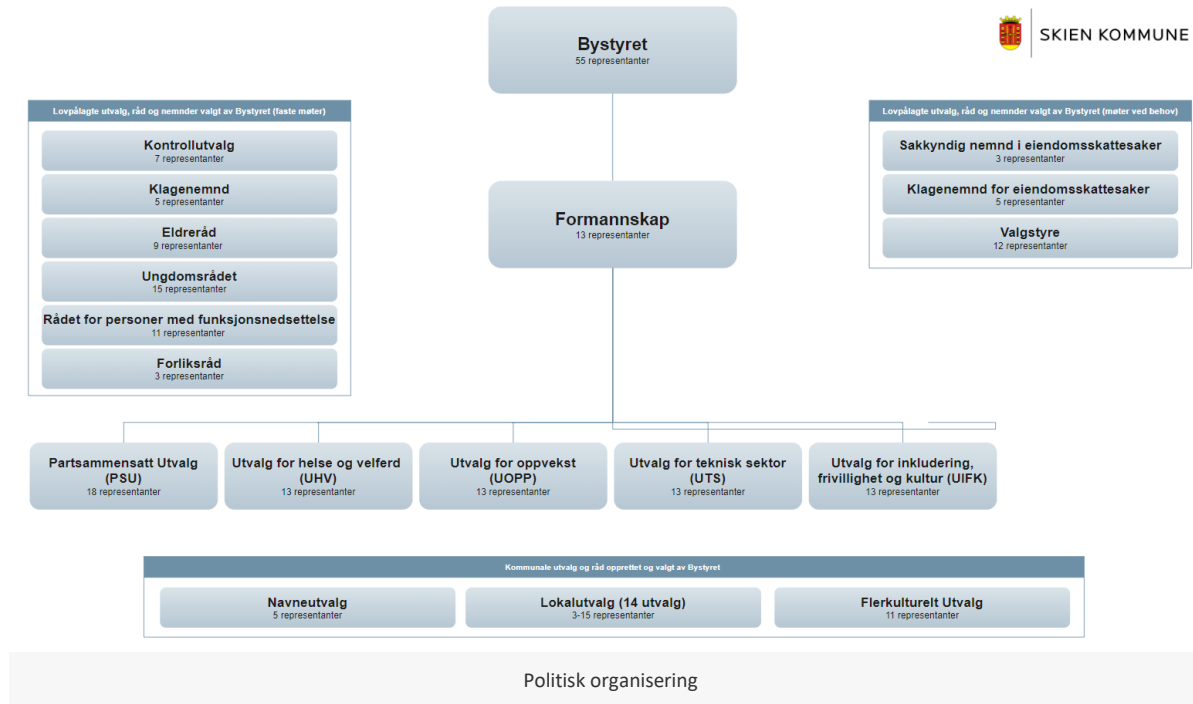 Bystyret
55 representanter
SKIEN KOMMUNE
Lovpålagte utvalg, råd og nemnder valgt av Bystyret (faste møter)
Kontrollutvalg
7 representanter
Klagenemnd
5 representanter
Eldreråd
9 representanter
Ungdomsrådet
15 representanter
Rådet for personer med funksjonsnedsettelse
11 representanter
Forliksråd
3 representanter
Formannskap
13 representanter
Lovpålagte utvalg, råd og nemnder valgt av Bystyret (møter ved behov)
Sakkyndig nemnd i eiendomsskattesaker
3 representanter
Klagenemnd for eiendomsskattesaker
5 representanter
Valgstyre
12 representanter
Partsammensatt Utvalg
(PSU)
18 representanter
Utvalg for helse og velferd
(UHV)
13 representanter
Utvalg for oppvekst
(UOPP)
13 representanter
Utvalg for teknisk sektor
(UTS)
13 representanter
Utvalg for inkludering,
frivillighet og kultur (UIFK)
13 representanter
Kommunale utvalg og råd opprettet og valgt av Bystyret
Navneutvalg
5 representanter
Lokalutvalg (14 utvalg)
3-15 representanter
Flerkulturelt Utvalg
11 representanter
Politisk organisering